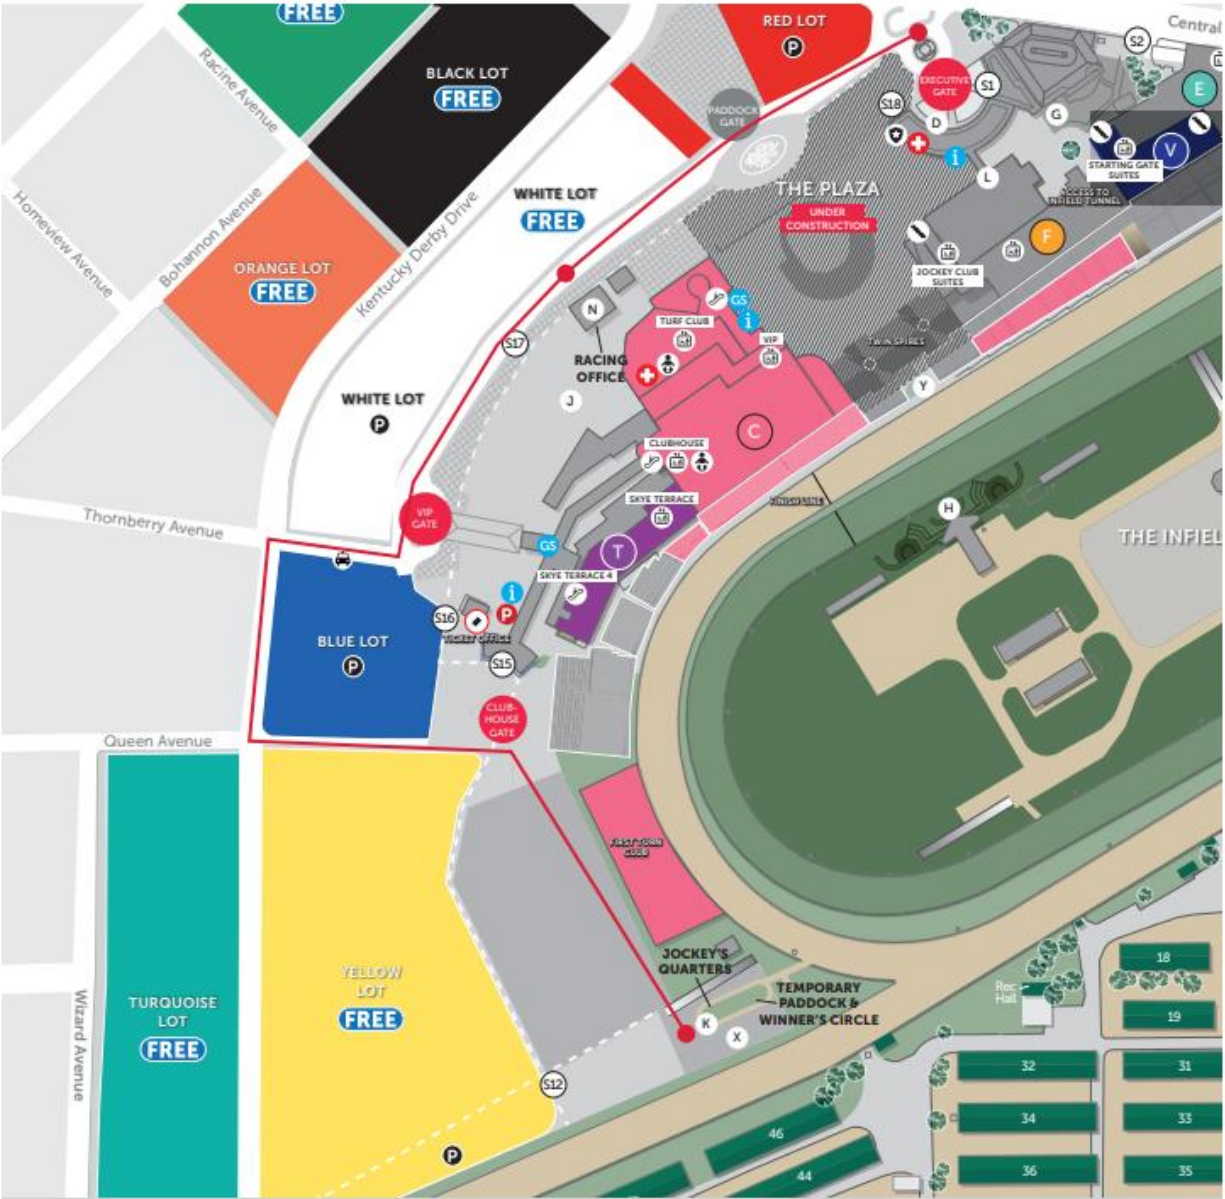 FREE
RED LOT
P
Central
S2
Racine Avenue
BLACK LOT
FREE
EXECUTIVE
GATE
S1
E
S18
PADDOCK
GATE
D
G
V
STARTING GATE
SUITES
i
L
ACCESS TO
INFIELD TUNNEL
WHITE LOT
FREE
THE PLAZA
UNDER
CONSTRUCTION
Homeview Avenue
Bohannon Avenue
Kentucky Derby Drive
F
ORANGE LOT
FREE
JOCKEY CLUB
SUITES
N
GS
i
TURF CLUB
VIP
TWIN SPIRES
S17
RACING
OFFICE
Y
J
WHITE LOT
P
C
CLUBHOUSE
SKYE TERRACE
FINISH LINE
H
VIP
GATE
Thornberry Avenue
THE INFIEL
GS
T
SKYE TERRACE 4
i
P
S16
TICKET OFFICE
BLUE LOT
P
S15
CLUB-
HOUSE
GATE
Queen Avenue
FIRST TURN
CLUB
JOCKEY'S
QUARTERS
18
YELLOW
LOT
FREE
TEMPORARY
PADDOCK &
WINNER'S CIRCLE
Rec
Hall
TURQUOISE
LOT
FREE
Wizard Avenue
K
X
19
S12
32
31
34
33
46
P
44
36
35